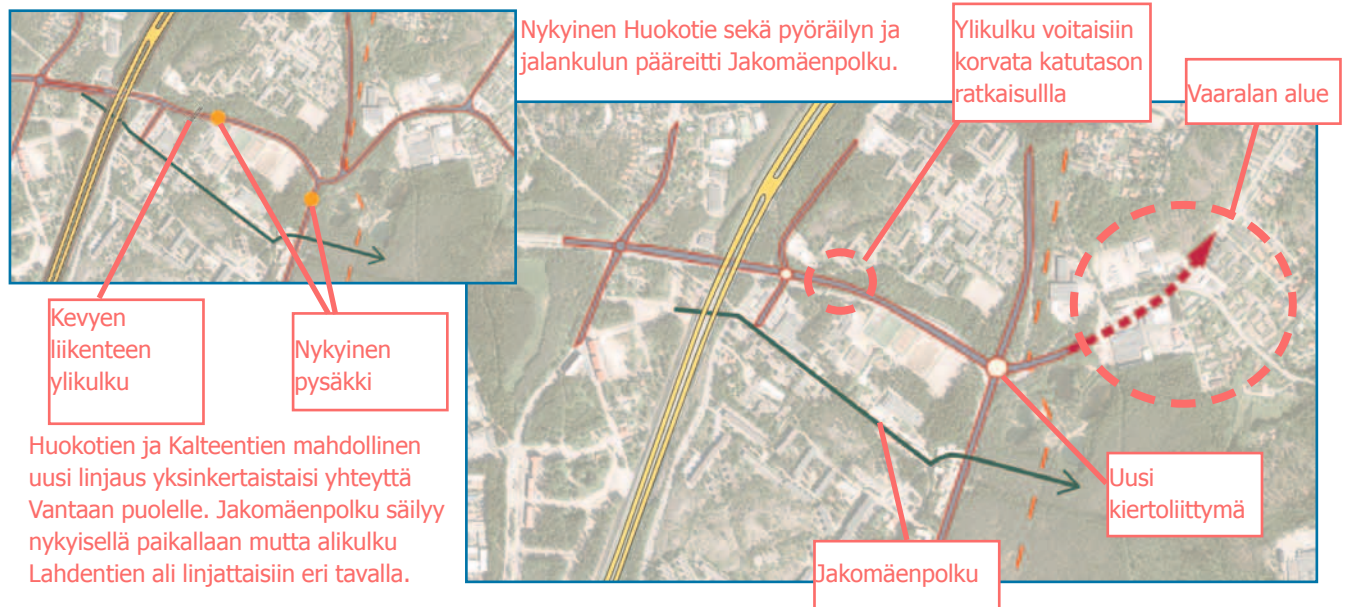 Nykyinen Huokotie sekä pyöräilyn ja
jalankulun pääreitti Jakomäenpolku.
Ylikulku voitaisiin
korvata katutason
ratkaisullla
Vaaralan alue
Kevyen
liikenteen
ylikulku
Nykyinen
pysäkki
Huokotien ja Kalteentien mahdollinen
uusi linjaus yksinkertaistaisi yhteyttä
Vantaan puolelle. Jakomäenpolku säilyy
nykyisellä paikallaan mutta alikulku
Lahdentien ali linjattaisiin eri tavalla.
Uusi
kiertoliittymä
Jakomäenpolku